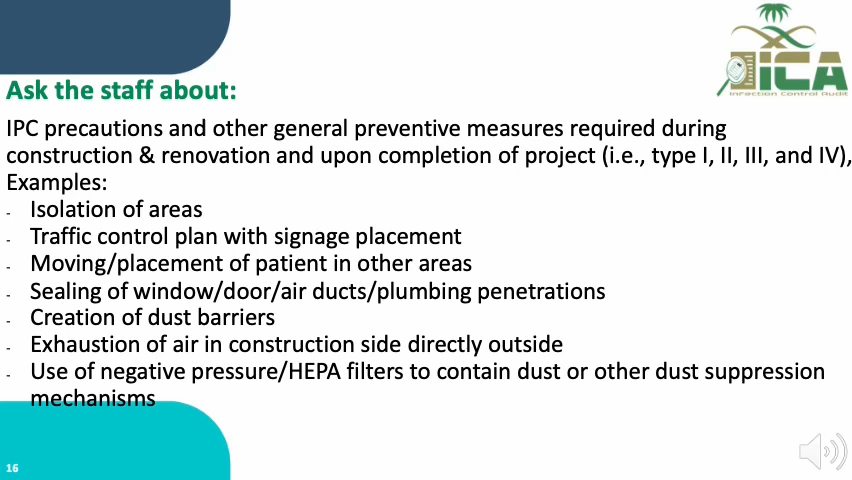 iCA
Infection Control Audit
Ask the staff about:
IPC precautions and other general preventive measures required during
construction & renovation and upon completion of project (i.e., type I, II, III, and IV),
Examples:
- Isolation of areas
- Traffic control plan with signage placement
- Moving/placement of patient in other areas
- Sealing of window/door/air ducts/plumbing penetrations
- Creation of dust barriers
- Exhaustion of air in construction side directly outside
- Use of negative pressure/HEPA filters to contain dust or other dust suppression
mechanisms
16